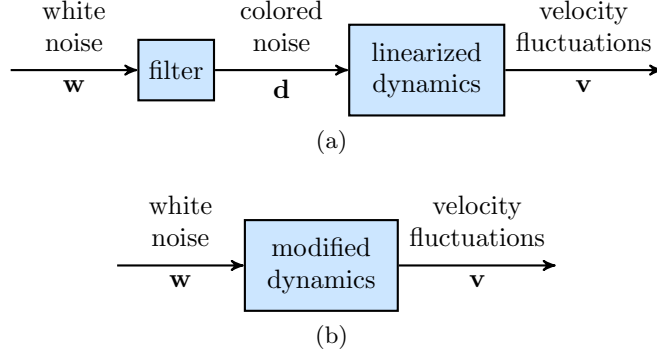 white colored velocity
noise noise fluctuations
filter linearized
dynamics
w d v
(a)
white velocity
noise fluctuations
modified
dynamics
w v
(b)